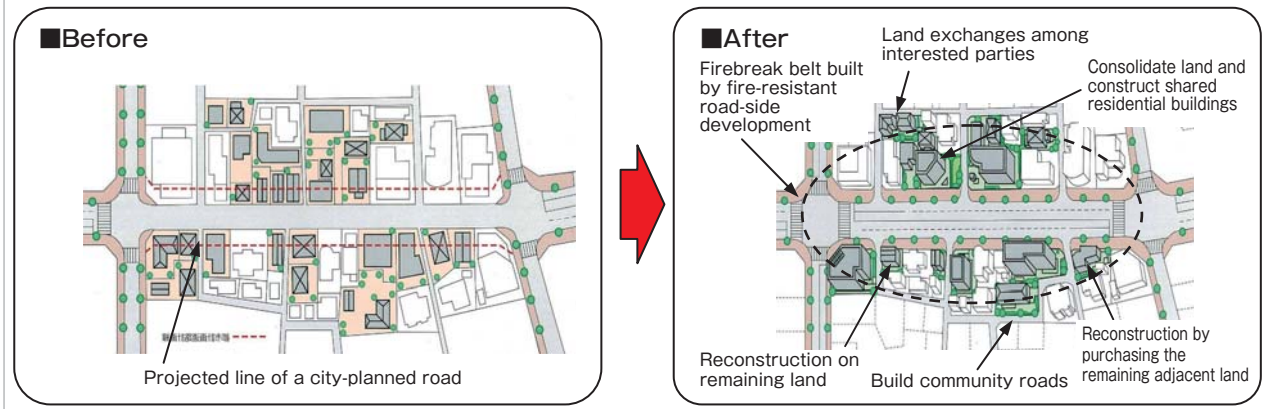 ■Before
Projected line of a city-planned road
■After
Land exchanges among
interested parties
Firebreak belt built
by fire-resistant
road-side
development
Consolidate land and
construct shared
residential buildings
Reconstruction on
remaining land
Build community roads
Reconstruction by
purchasing the
remaining adjacent land